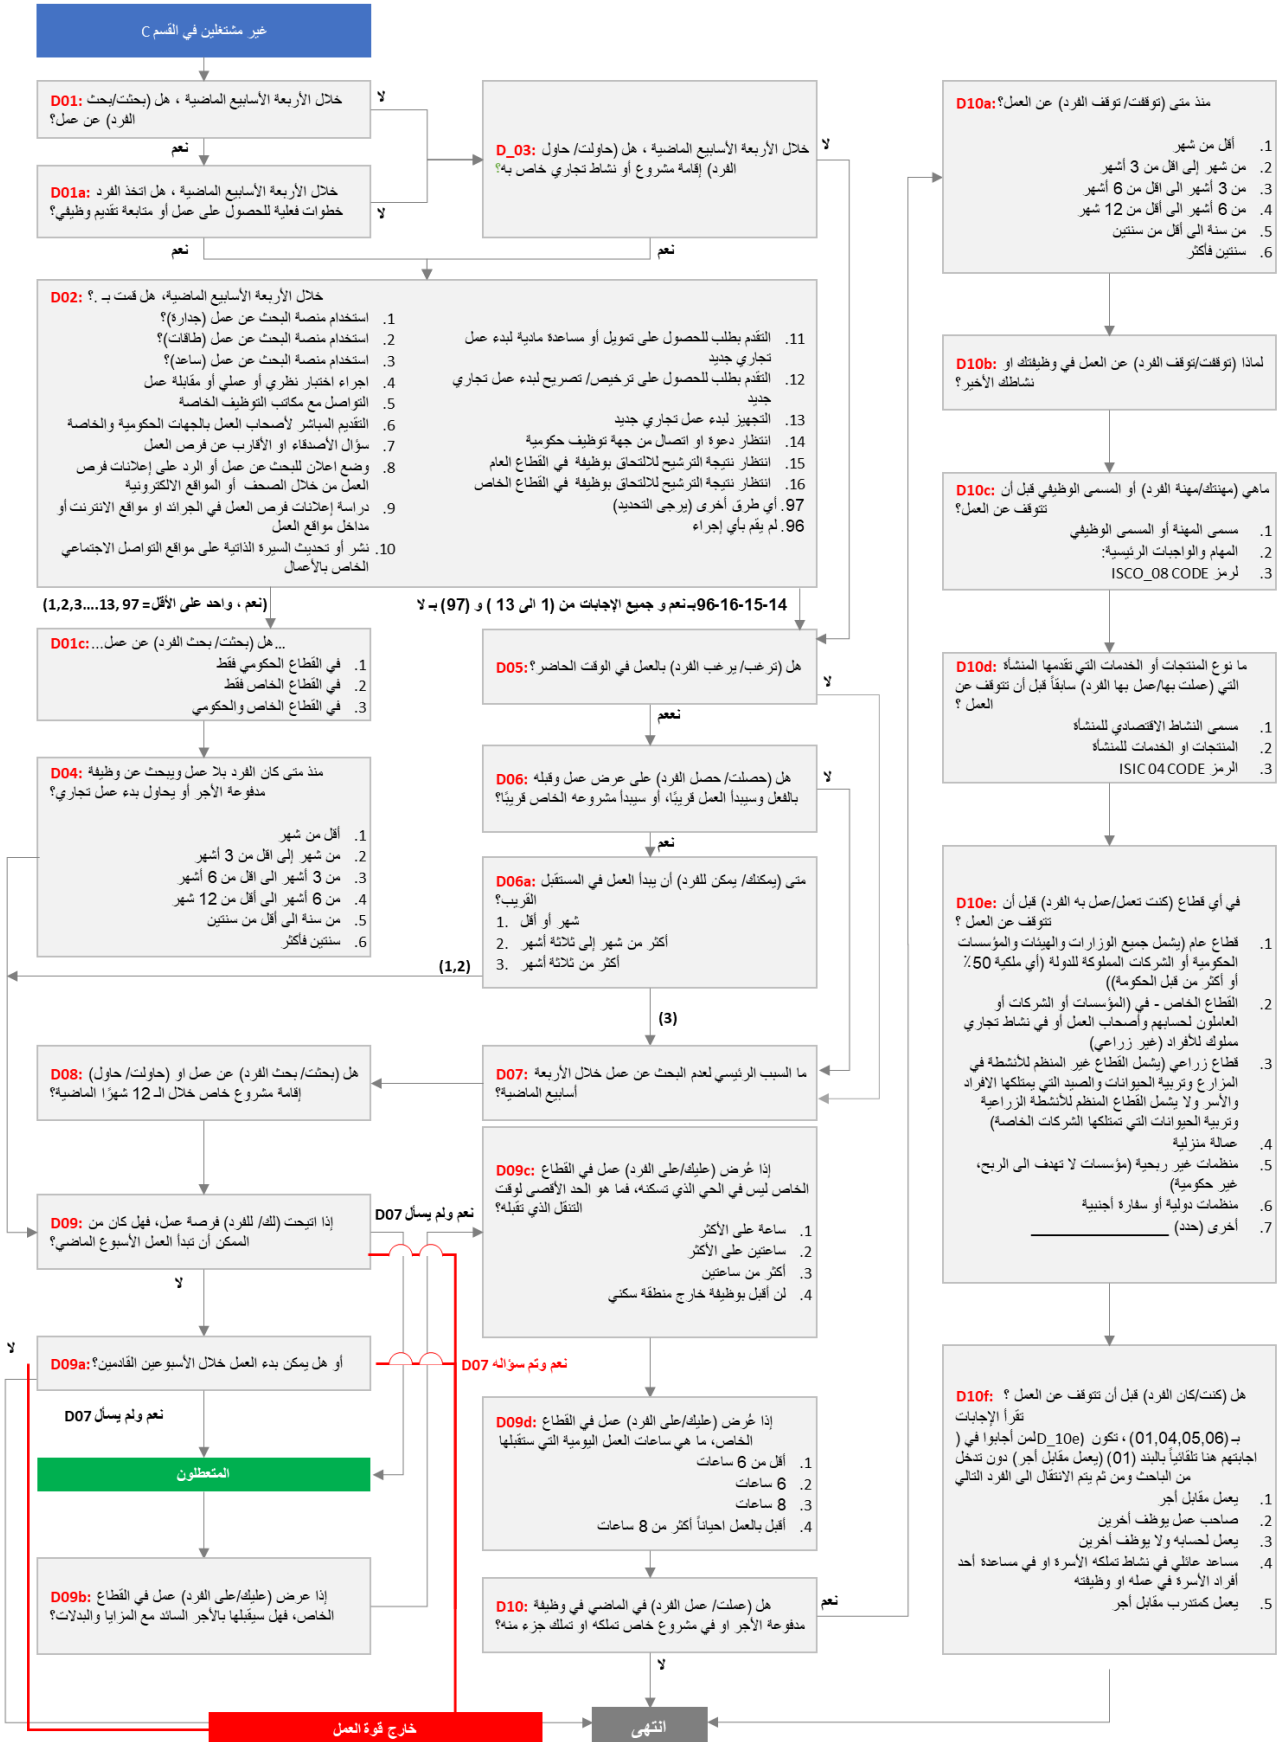 غير مشتغلين في القسم C
D01: خلال الأربعة الأسابيع الماضية ، هل (بحثت/بحث
الفرد) عن عمل؟
لا
نعم
D01a: خلال الأربعة الأسابيع الماضية ، هل اتخذ الفرد
خطوات فعلية للحصول على عمل أو متابعة تقديم وظيفي؟
لا
نعم
D_03: خلال الأربعة الأسابيع الماضية ، هل (حاولت/ حاول
الفرد) إقامة مشروع أو نشاط تجاري خاص به؟
لا
نعم
D02: خلال الأربعة الأسابيع الماضية، هل قمت بـ .؟
1. استخدام منصة البحث عن عمل (جدارة)؟
2. استخدام منصة البحث عن عمل (طاقات)؟
3. استخدام منصة البحث عن عمل (ساعد)؟
4. اجراء اختبار نظري أو عملي أو مقابلة عمل
5. التواصل مع مكاتب التوظيف الخاصة
6. التقديم المباشر لأصحاب العمل بالجهات الحكومية والخاصة
7. سؤال الأصدقاء او الأقارب عن فرص العمل
8. وضع اعلان للبحث عن عمل أو الرد على إعلانات فرص
العمل من خلال الصحف أو المواقع الالكترونية
9. دراسة إعلانات فرص العمل في الجرائد او مواقع الانترنت أو
مداخل مواقع العمل
10. نشر أو تحديث السيرة الذاتية على مواقع التواصل الاجتماعي
الخاص بالأعمال
11. التقدم بطلب للحصول على تمويل أو مساعدة مادية لبدء عمل
تجاري جديد
12. التقدم بطلب للحصول على ترخيص/ تصريح لبدء عمل تجاري
جديد
13. التجهيز لبدء عمل تجاري جديد
14. انتظار دعوة او اتصال من جهة توظيف حكومية
15. انتظار نتيجة الترشيح للالتحاق بوظيفة في القطاع العام
16. انتظار نتيجة الترشيح للالتحاق بوظيفة في القطاع الخاص
97. أي طرق أخرى (يرجى التحديد)
96. لم يقم بأي إجراء
(نعم ، واحد على الأقل= 97 ,13....1,2,3)
14-15-16-96بـ نعم و جميع الإجابات من (1 الى 13 ) و (97) بـ لا
D01c: هل (بحثت/ بحث الفرد) عن عمل...…
1. في القطاع الحكومي فقط
2. في القطاع الخاص فقط
3. في القطاع الخاص والحكومي
D04: منذ متى كان الفرد بلا عمل ويبحث عن وظيفة
مدفوعة الأجر أو يحاول بدء عمل تجاري؟
1. أقل من شهر
2. من شهر إلى اقل من 3 أشهر
3. من 3 أشهر الى اقل من 6 أشهر
4. من 6 أشهر الى أقل من 12 شهر
5. من سنة الى أقل من سنتين
6. سنتين فأكثر
D05: هل (ترغب/ يرغب الفرد) بالعمل في الوقت الحاضر؟
لا
نععم
D06: هل (حصلت/ حصل الفرد) على عرض عمل وقبله
بالفعل وسيبدأ العمل قريبًا، أو سيبدأ مشروعه الخاص قريبًا؟
لا
نعم
D06a: متى (يمكنك/ يمكن للفرد) أن يبدأ العمل في المستقبل
القريب؟
1. شهر أو أقل
2. أكثر من شهر إلى ثلاثة أشهر
3. أكثر من ثلاثة أشهر
(1,2)
(3)
D07: ما السبب الرئيسي لعدم البحث عن عمل خلال الأربعة
أسابيع الماضية؟
D08: هل (بحثت/ بحث الفرد) عن عمل او (حاولت/ حاول)
إقامة مشروع خاص خلال الـ 12 شهرًا الماضية؟
D09: إذا اتيحت (لك/ للفرد) فرصة عمل، فهل كان من
الممكن أن تبدأ العمل الأسبوع الماضي؟
نعم ولم يسأل D07
لا
D09a: أو هل يمكن بدء العمل خلال الأسبوعين القادمين؟
لا
نعم وتم سؤاله D07
نعم ولم يسأل D07
المتعطلون
D09b: إذا عرض (عليك/على الفرد) عمل في القطاع
الخاص، فهل سيقبلها بالأجر السائد مع المزايا والبدلات؟
D09c: إذا عُرض (عليك/على الفرد) عمل في القطاع
الخاص ليس في الحي الذي تسكنه، فما هو الحد الأقصى لوقت
التنقل الذي تقبله؟
1. ساعة على الأكثر
2. ساعتين على الأكثر
3. أكثر من ساعتين
4. لن أقبل بوظيفة خارج منطقة سكني
D09d: إذا عُرض (عليك/على الفرد) عمل في القطاع
الخاص، ما هي ساعات العمل اليومية التي ستقبلها
1. أقل من 6 ساعات
2. 6 ساعات
3. 8 ساعات
4. أقبل بالعمل احياناً أكثر من 8 ساعات
D10: هل (عملت/ عمل الفرد) في الماضي في وظيفة
مدفوعة الأجر او في مشروع خاص تملكه او تملك جزء منه؟
نعم
لا
خارج قوة العمل
انتهى
D10a: منذ متى (توقفت/ توقف الفرد) عن العمل؟
1. أقل من شهر
2. من شهر إلى اقل من 3 أشهر
3. من 3 أشهر الى اقل من 6 أشهر
4. من 6 أشهر الى أقل من 12 شهر
5. من سنة الى أقل من سنتين
6. سنتين فأكثر
D10b: لماذا (توقفت/توقف الفرد) عن العمل في وظيفتك او
نشاطك الأخير؟
D10c: ماهي (مهنتك/مهنة الفرد) أو المسمى الوظيفي قبل أن
تتوقف عن العمل؟
1. مسمى المهنة أو المسمى الوظيفي
2. المهام والواجبات الرئيسية:
3. لرمز ISCO_08 CODE
D10d: ما نوع المنتجات أو الخدمات التي تقدمها المنشأة
التي (عملت بها/عمل بها الفرد) سابقاً قبل أن تتوقف عن
العمل ؟
1. مسمى النشاط الاقتصادي للمنشأة
2. المنتجات او الخدمات للمنشأة
3. الرمز ISIC 04 CODE
D10e: في أي قطاع (كنت تعمل/عمل به الفرد) قبل أن
تتوقف عن العمل ؟
1. قطاع عام (يشمل جميع الوزارات والهيئات والمؤسسات
الحكومية أو الشركات المملوكة للدولة (أي ملكية 50٪
أو أكثر من قبل الحكومة))
2. القطاع الخاص - في (المؤسسات أو الشركات أو
العاملون لحسابهم وأصحاب العمل أو في نشاط تجاري
مملوك للأفراد (غير زراعي)
3. قطاع زراعي (يشمل القطاع غير المنظم للأنشطة في
المزارع وتربية الحيوانات والصيد التي يمتلكها الافراد
والأسر ولا يشمل القطاع المنظم للأنشطة الزراعية
وتربية الحيوانات التي تمتلكها الشركات الخاصة)
4. عمالة منزلية
5. منظمات غير ربحية (مؤسسات لا تهدف الى الربح،
غير حكومية)
6. منظمات دولية أو سفارة أجنبية
7. أخرى (حدد) ________________
D10f: هل (كنت/كان الفرد) قبل أن تتوقف عن العمل ؟
تقرأ الإجابات
بـ (01,04,05,06) ، تكون (D_10eلمن أجابوا في (
اجابتهم هنا تلقائياً بالبند (01) (يعمل مقابل أجر) دون تدخل
من الباحث ومن ثم يتم الانتقال الى الفرد التالي
1. يعمل مقابل أجر
2. صاحب عمل يوظف أخرين
3. يعمل لحسابه ولا يوظف أخرين
4. مساعد عائلي في نشاط تملكه الأسرة او في مساعدة أحد
أفراد الأسرة في عمله او وظيفته
5. يعمل كمتدرب مقابل أجر